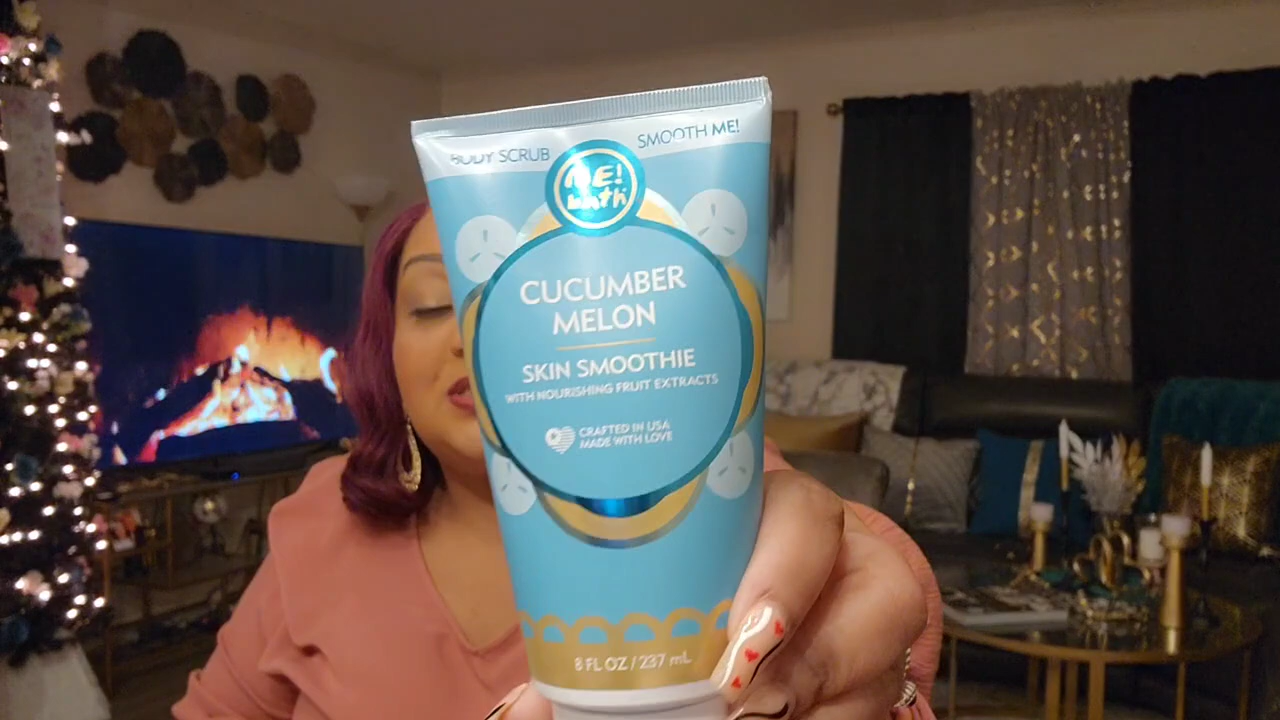 BODY SCRUB
SMOOTH ME!
ME!
bath
CUCUMBER
MELON
SKIN SMOOTHIE
WITH NOURISHING FRUIT EXTRACTS
CRAFTED IN USA
MADE WITH LOVE
8 FL OZ / 237 mL